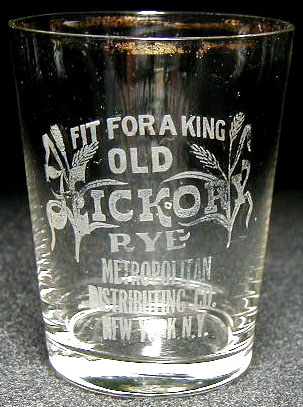 FIT FOR A KING
OLD
HICKORY
RYE
METROPOLITAN
DISTRIBUTING CO.
NEW YORK N.Y.